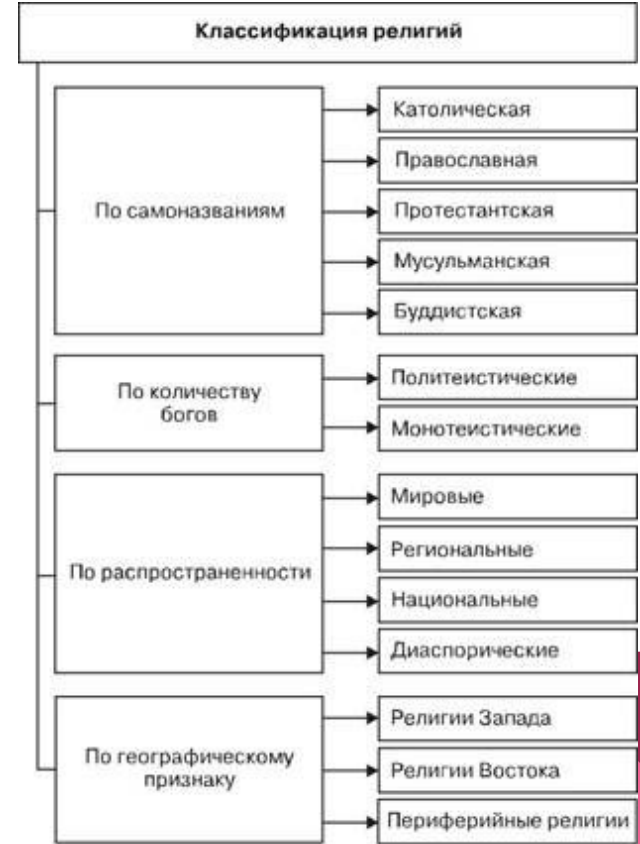 Классификация религий
По самоназваниям
Католическая
Православная
Протестантская
Мусульманская
Буддистская
По количеству
богов
Политеистические
Монотеистические
По распространенности
Мировые
Региональные
Национальные
Диаспорические
По географическому
признаку
Религии Запада
Религии Востока
Периферийные религии